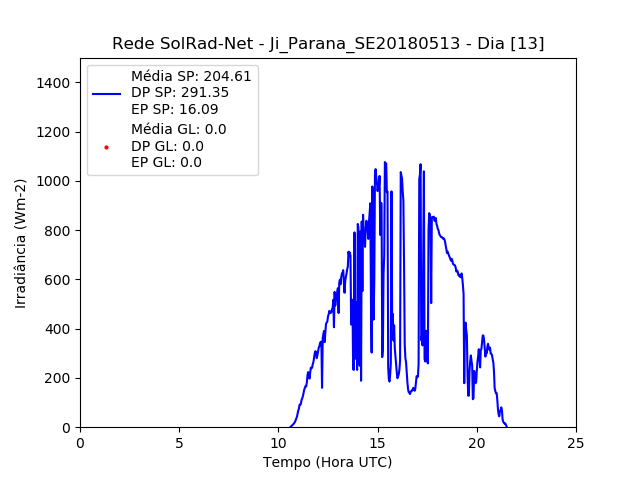 Rede SolRad-Net - Ji_Parana_SE20180513 - Dia [13]
Média SP: 204.61
DP SP: 291.35
EP SP: 16.09
Média GL: 0.0
DP GL: 0.0
EP GL: 0.0
Irradiância (Wm-2)
1400
1200
1000
800
600
400
200
0
0 5 10 15 20 25
Tempo (Hora UTC)